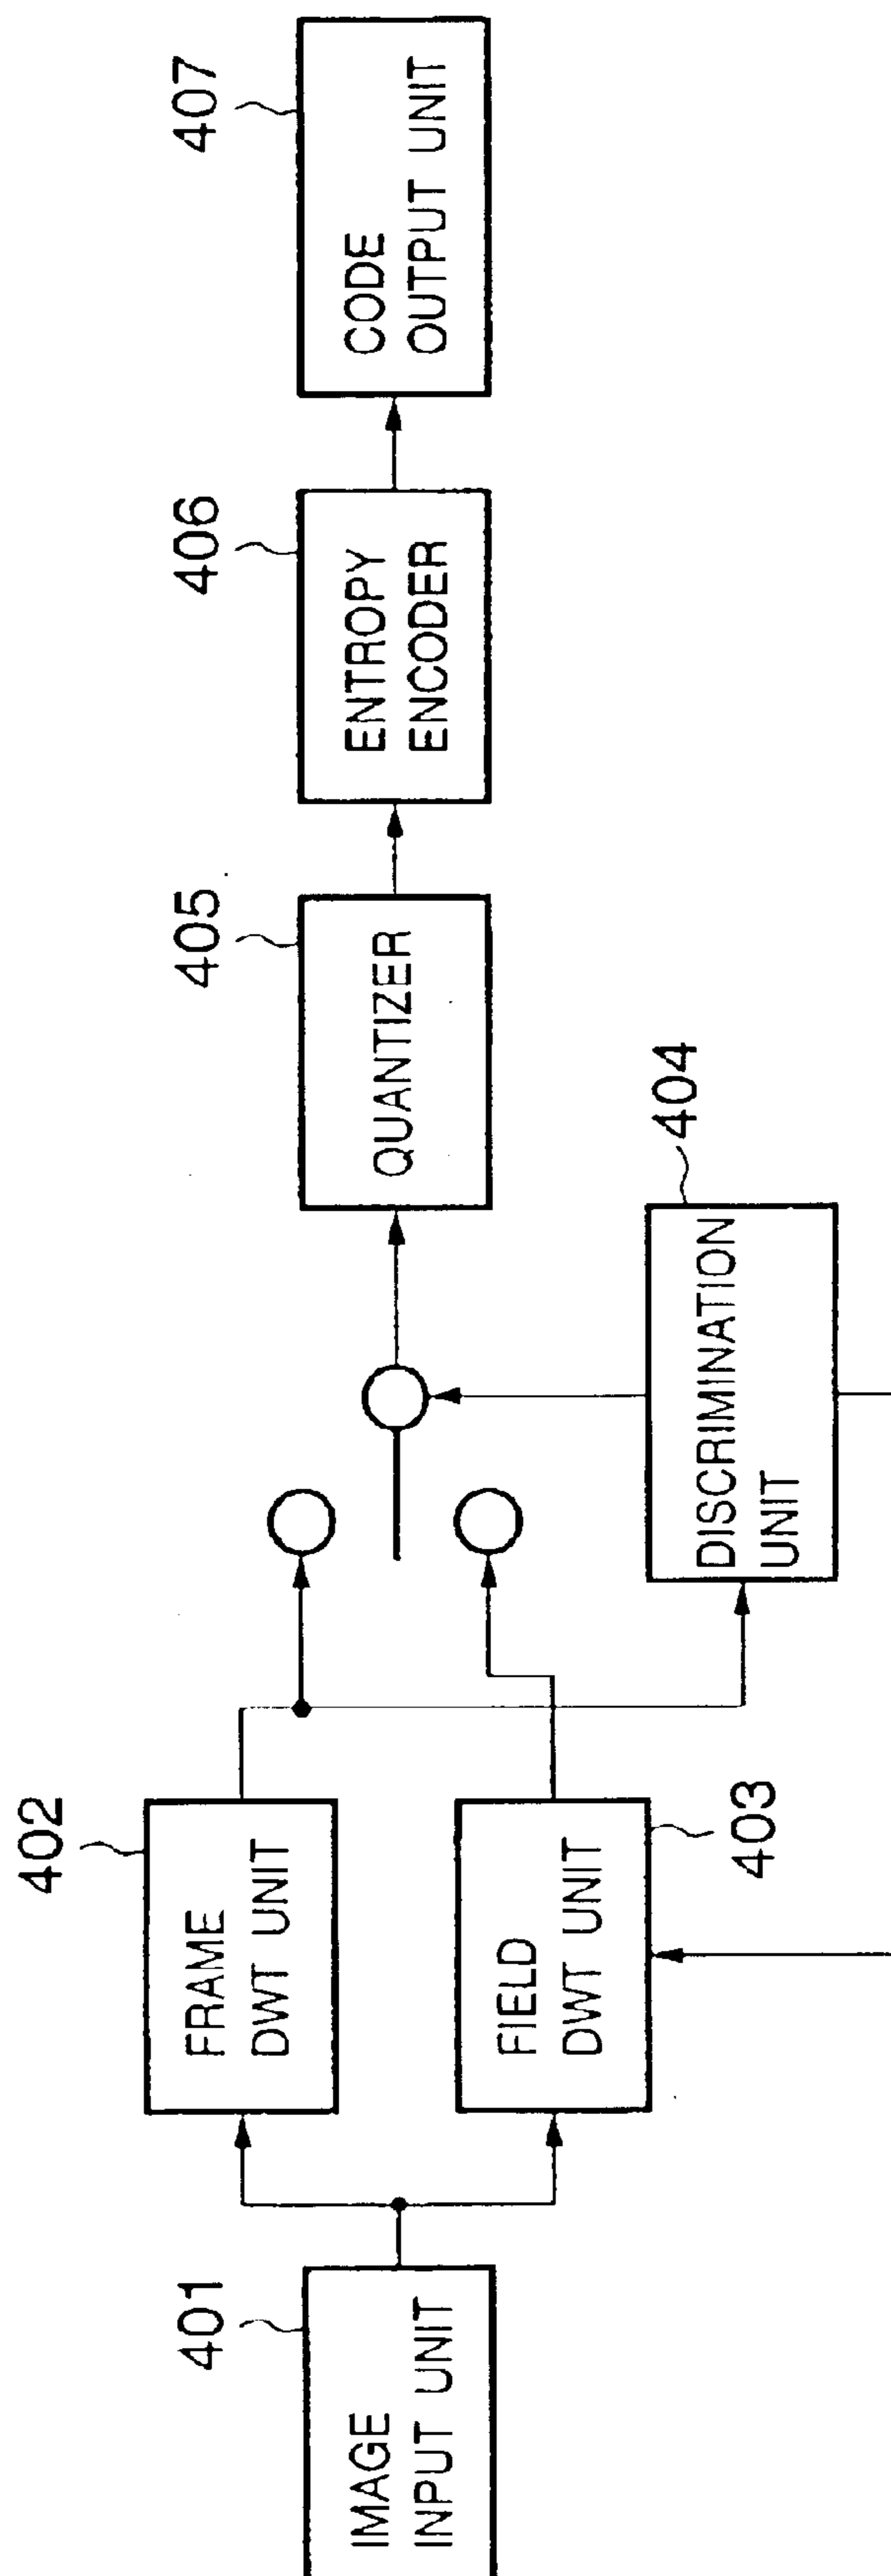 401
IMAGE
INPUT UNIT
402
FRAME
DWT UNIT
FIELD
DWT UNIT
403
DISCRIMINATION
UNIT
404
405
QUANTIZER
406
ENTROPY
ENCODER
407
CODE
OUTPUT UNIT